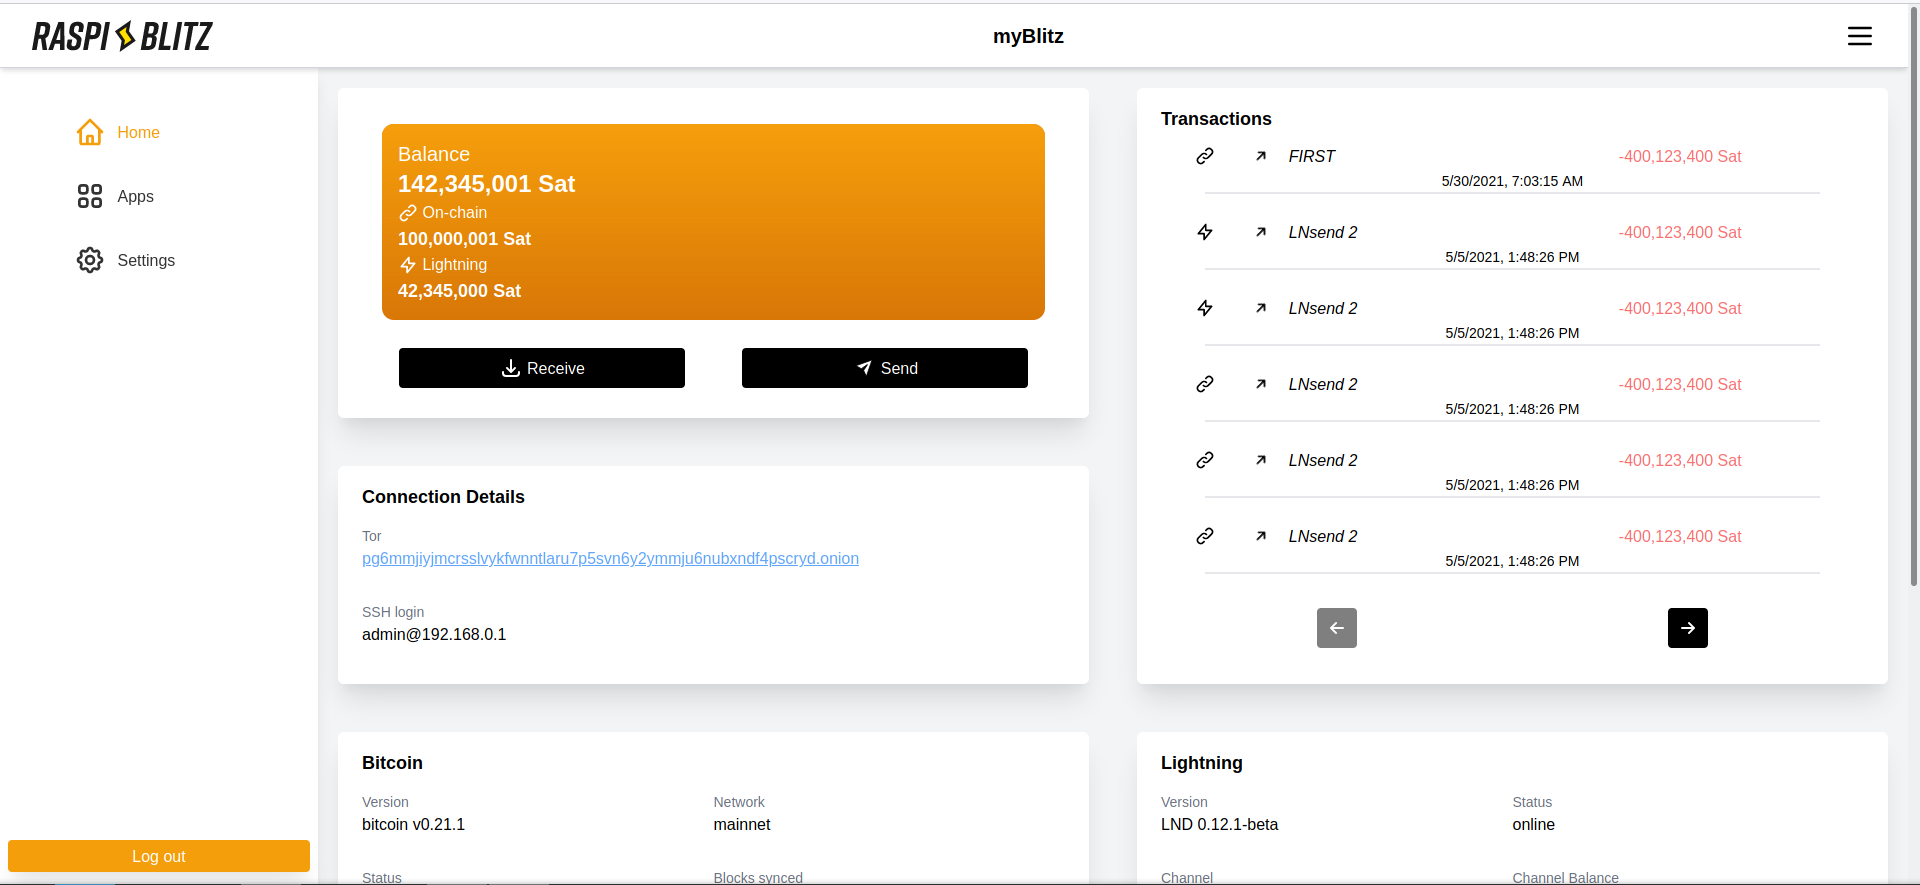 RASPI BLITZ
myBlitz
Home
Apps
Settings
Log out
Balance
142,345,001 Sat
On-chain
100,000,001 Sat
Lightning
42,345,000 Sat
Receive
Send
Transactions
FIRST -400,123,400 Sat
5/30/2021, 7:03:15 AM
LNsend 2 -400,123,400 Sat
5/5/2021, 1:48:26 PM
LNsend 2 -400,123,400 Sat
5/5/2021, 1:48:26 PM
LNsend 2 -400,123,400 Sat
5/5/2021, 1:48:26 PM
LNsend 2 -400,123,400 Sat
5/5/2021, 1:48:26 PM
LNsend 2 -400,123,400 Sat
5/5/2021, 1:48:26 PM
Connection Details
Tor
pg6mmjiyjmcrsslvykfwnntlaru7p5svn6y2ymmju6nubxndf4pscryd.onion
SSH login
admin@192.168.0.1
Bitcoin
Version Network
bitcoin v0.21.1 mainnet
Status Blocks synced
Lightning
Version Status
LND 0.12.1-beta online
Channel Channel Balance